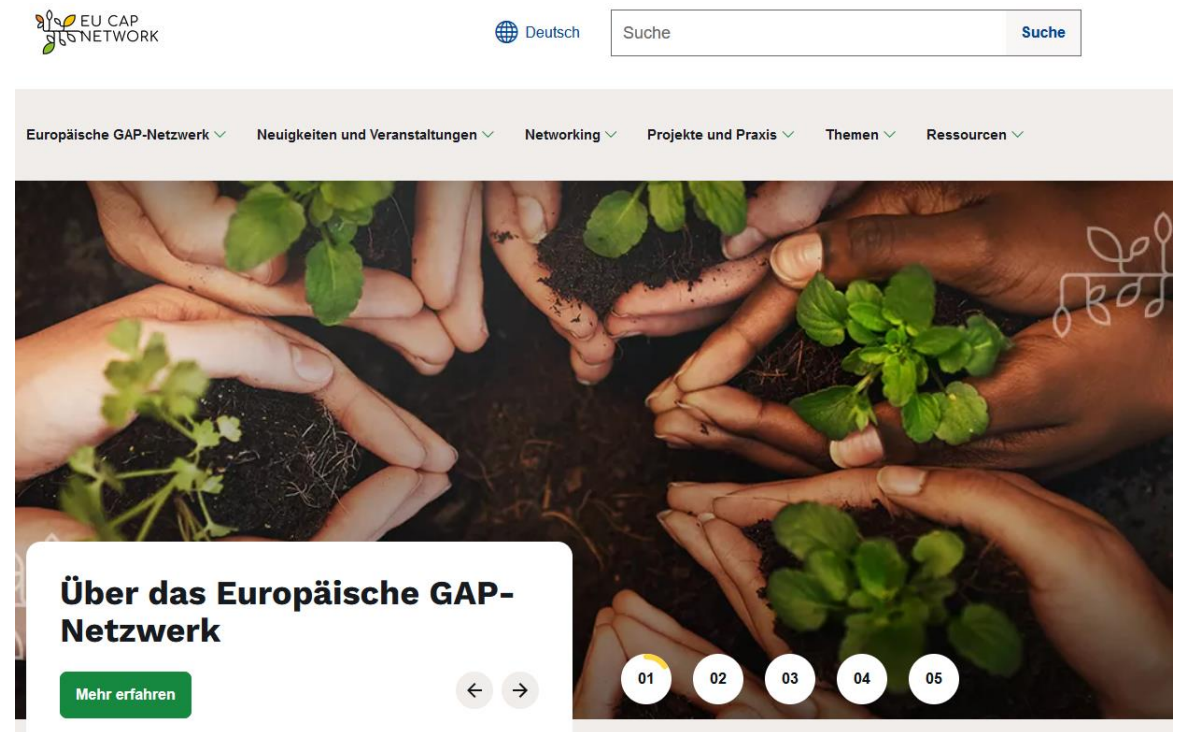 EU CAP
NETWORK
Deutsch
Suche
Suche
Europäische GAP-Netzwerk
Neuigkeiten und Veranstaltungen
Networking
Projekte und Praxis
Themen
Ressourcen
Über das Europäische GAP-
Netzwerk
Mehr erfahren
01
02
03
04
05